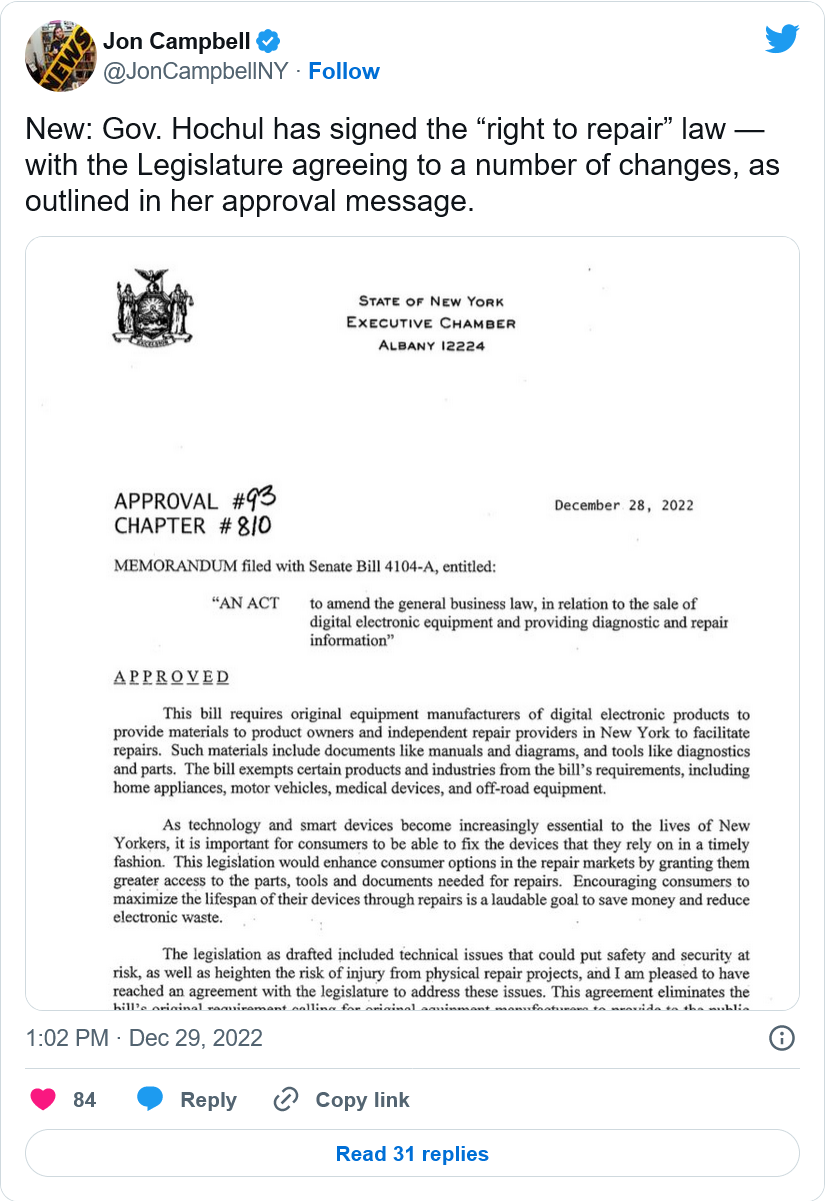 NEWS
Jon Campbell
@JonCampbellNY · Follow
New: Gov. Hochul has signed the “right to repair” law —
with the Legislature agreeing to a number of changes, as
outlined in her approval message.
EXCELSIOR
STATE OF NEW YORK
EXECUTIVE CHAMBER
ALBANY 12224
APPROVAL #93
CHAPTER #810
December 28, 2022
MEMORANDUM filed with Senate Bill 4104-A, entitled:
“AN ACT to amend the general business law, in relation to the sale of
digital electronic equipment and providing diagnostic and repair
information”
APPROVED
This bill requires original equipment manufacturers of digital electronic products to
provide materials to product owners and independent repair providers in New York to facilitate
repairs. Such materials include documents like manuals and diagrams, and tools like diagnostics
and parts. The bill exempts certain products and industries from the bill’s requirements, including
home appliances, motor vehicles, medical devices, and off-road equipment.
As technology and smart devices become increasingly essential to the lives of New
Yorkers, it is important for consumers to be able to fix the devices that they rely on in a timely
fashion. This legislation would enhance consumer options in the repair markets by granting them
greater access to the parts, tools and documents needed for repairs. Encouraging consumers to
maximize the lifespan of their devices through repairs is a laudable goal to save money and reduce
electronic waste.
The legislation as drafted included technical issues that could put safety and security at
risk, as well as heighten the risk of injury from physical repair projects, and I am pleased to have
reached an agreement with the legislature to address these issues. This agreement eliminates the
bill’s original requirement calling for original equipment manufacturers to provide to the public
1:02 PM · Dec 29, 2022
84 Reply Copy link
Read 31 replies